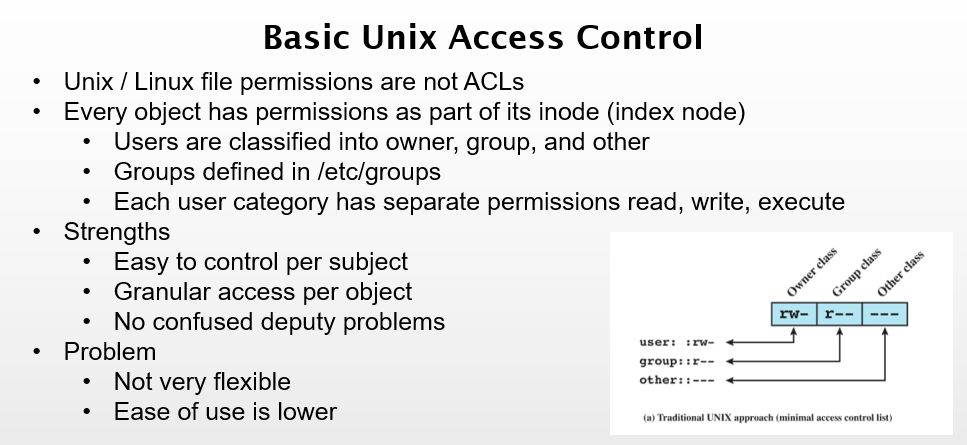 Basic Unix Access Control
• Unix / Linux file permissions are not ACLs
• Every object has permissions as part of its inode (index node)
• Users are classified into owner, group, and other
• Groups defined in /etc/groups
• Each user category has separate permissions read, write, execute
• Strengths
• Easy to control per subject
• Granular access per object
• No confused deputy problems
• Problem
• Not very flexible
• Ease of use is lower
Owner class
Group class
Other class
rw- r-- ---
user: :rw-
group::r--
other::---
(a) Traditional UNIX approach (minimal access control list)